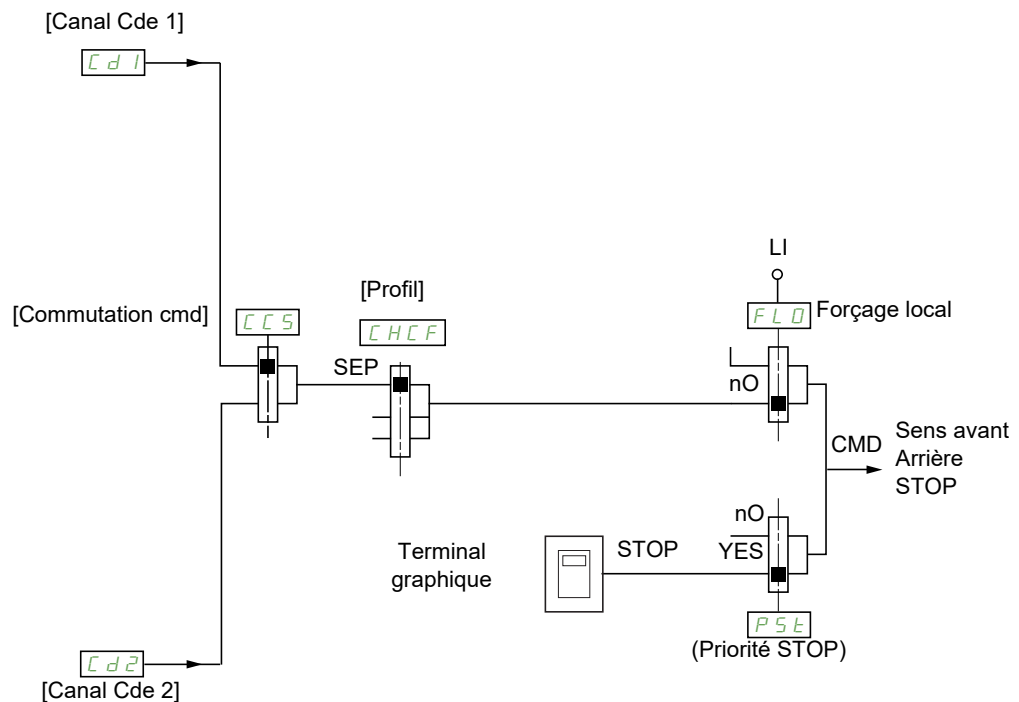 [Canal Cde 1]
Cd1
LI
[Profil]
[Commutation cmd]
CCS
CHCF
FLO
Forçage local
SEP
nO
CMD
Sens avant
Arrière
STOP
nO
Terminal
graphique
STOP
YES
PSt
(Priorité STOP)
Cd2
[Canal Cde 2]